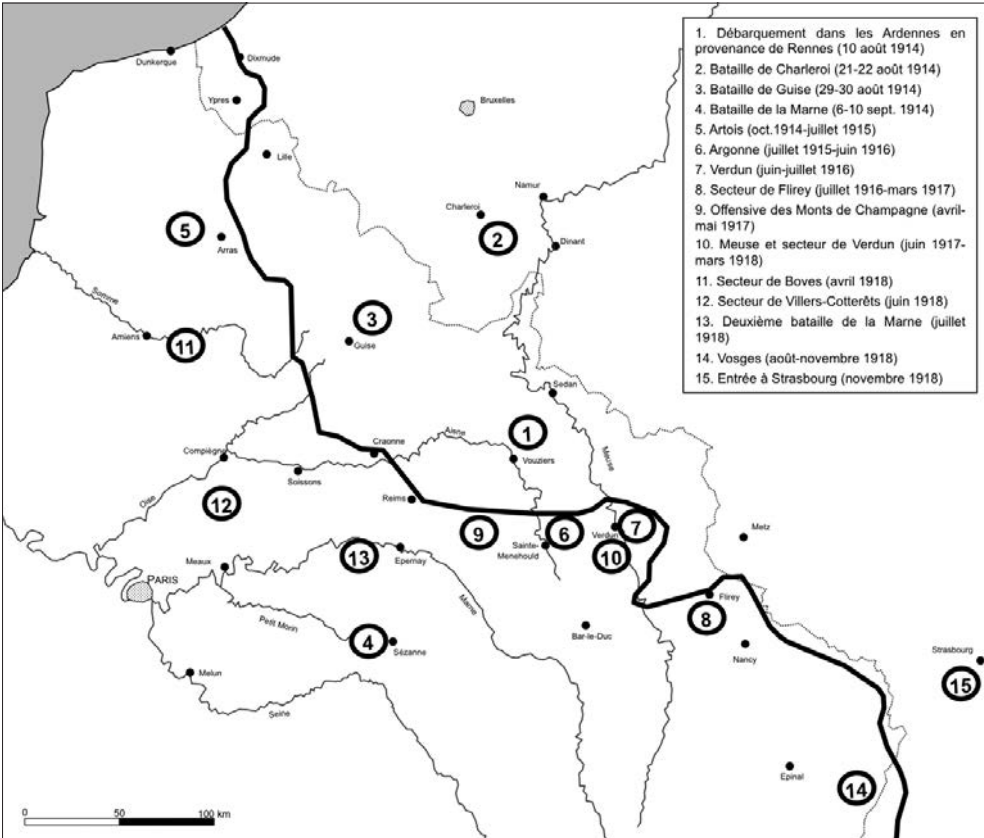 1. Débarquement dans les Ardennes en
provenance de Rennes (10 août 1914)
2. Bataille de Charleroi (21-22 août 1914)
3. Bataille de Guise (29-30 août 1914)
4. Bataille de la Marne (6-10 sept. 1914)
5. Artois (oct.1914-juillet 1915)
6. Argonne (juillet 1915-juin 1916)
7. Verdun (juin-juillet 1916)
8. Secteur de Flirey (juillet 1916-mars 1917)
9. Offensive des Monts de Champagne (avril-
mai 1917)
10. Meuse et secteur de Verdun (juin 1917-
mars 1918)
11. Secteur de Boves (avril 1918)
12. Secteur de Villers-Cotterêts (juin 1918)
13. Deuxième bataille de la Marne (juillet
1918)
14. Vosges (août-novembre 1918)
15. Entrée à Strasbourg (novembre 1918)
Dunkerque
Dixmude
Ypres
Bruxelles
Lille
Namur
Charleroi
2
Dinant
5
Arras
Somme
3
Amiens
11
Guise
Sedan
1
Aisne
Craonne
Compiègne
Vouziers
Meuse
Soissons
Oise
12
Reims
9
6
7
Verdun
10
Metz
Sainte-
Menehould
13
Epernay
Meaux
PARIS
Marne
Flirey
8
Petit Morin
4
Sézanne
Bar-le-Duc
Nancy
Strasbourg
15
Melun
Seine
Epinal
14
0 50 100 km